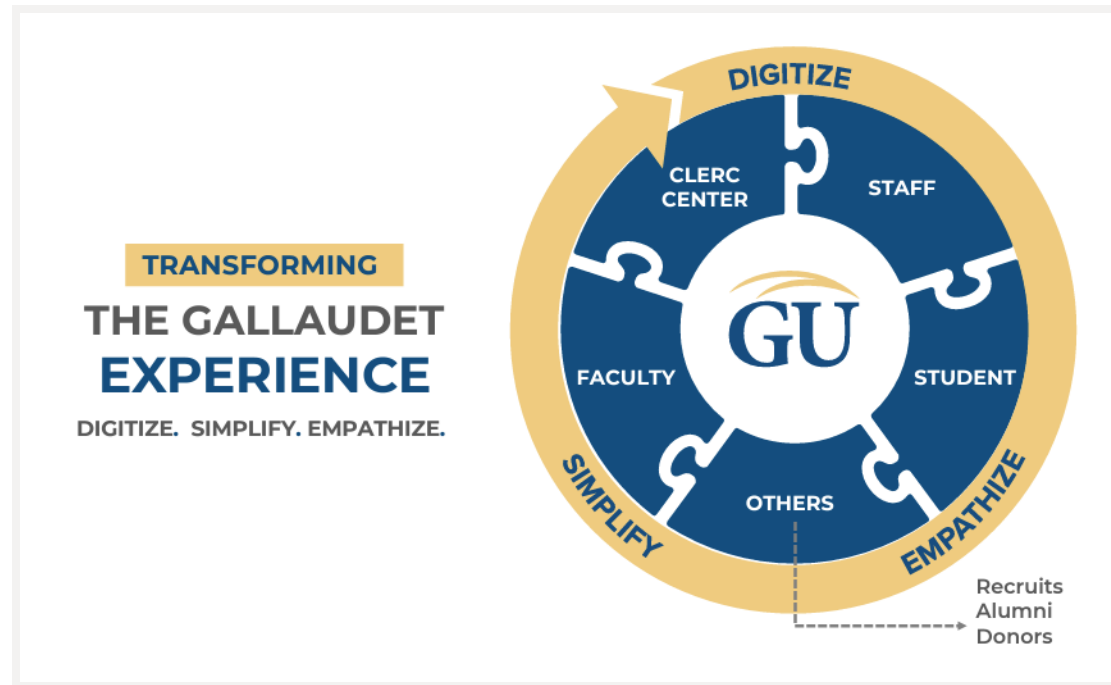 TRANSFORMING
THE GALLAUDET
EXPERIENCE
DIGITIZE. SIMPLIFY. EMPATHIZE.
DIGITIZE
CLERC
CENTER
STAFF
GU
FACULTY
STUDENT
OTHERS
SIMPLIFY
EMPATHIZE
Recruits
Alumni
Donors